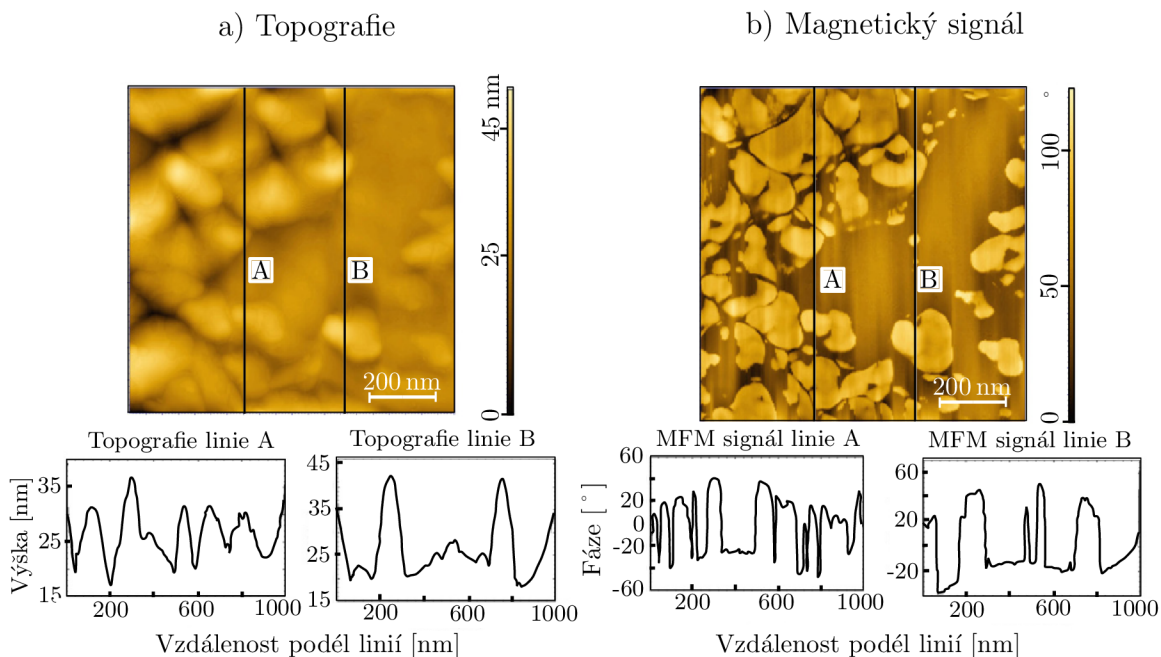 a) Topografie
b) Magnetický signál
45 nm
25
0
A
B
200 nm
°
100
50
0
A
B
200 nm
Topografie linie A
Topografie linie B
MFM signál linie A
MFM signál linie B
Výška [nm]
35
25
15
200
600
1000
45
35
25
15
200
600
1000
Fáze [°]
60
40
20
0
-20
-60
200
600
1000
60
20
-20
200
600
1000
Vzdálenost podél linií [nm]
Vzdálenost podél linií [nm]